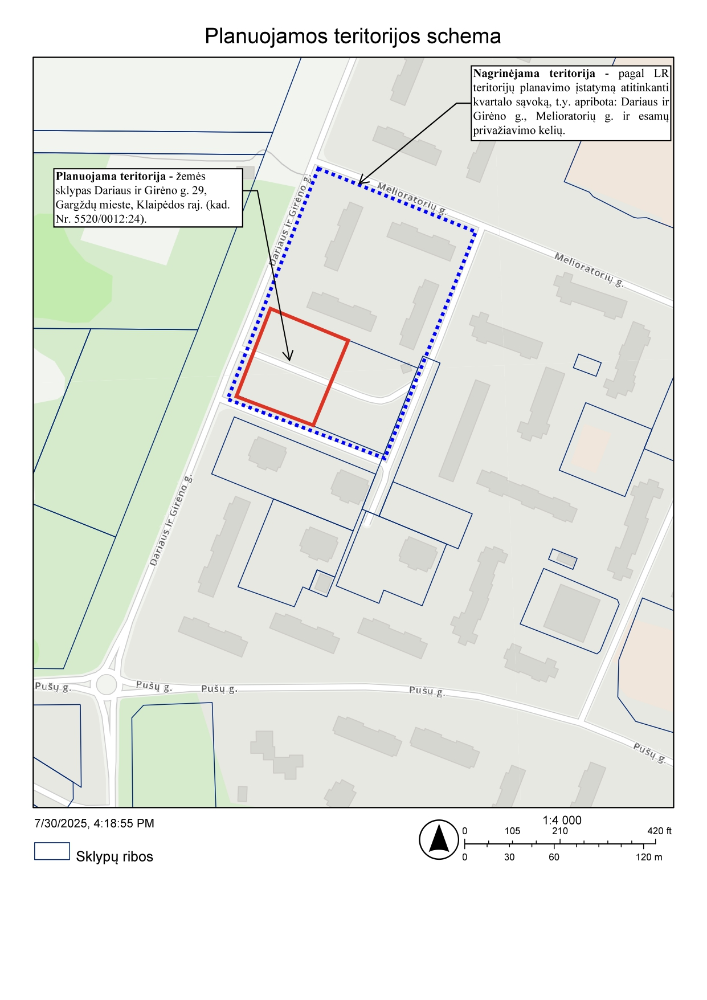 Planuojamos teritorijos schema
Nagrinėjama teritorija - pagal LR
teritorijų planavimo įstatymą atitinkanti
kvartalo sąvoką, t.y. apribota: Dariaus ir
Girėno g., Melioratorių g. ir esamų
privažiavimo kelių.
Planuojama teritorija - žemės
sklypas Dariaus ir Girėno g. 29,
Gargždų mieste, Klaipėdos raj. (kad.
Nr. 5520/0012:24).
Melioratorių g.
Dariaus ir Girėno g.
Melioratorių g.
Dariaus ir Girėno g.
Pušų g.
Pušų g.
Pušų g.
Pušų g.
Pušų g.
7/30/2025, 4:18:55 PM
Sklypų ribos
1:4 000
0 105 210 420 ft
0 30 60 120 m